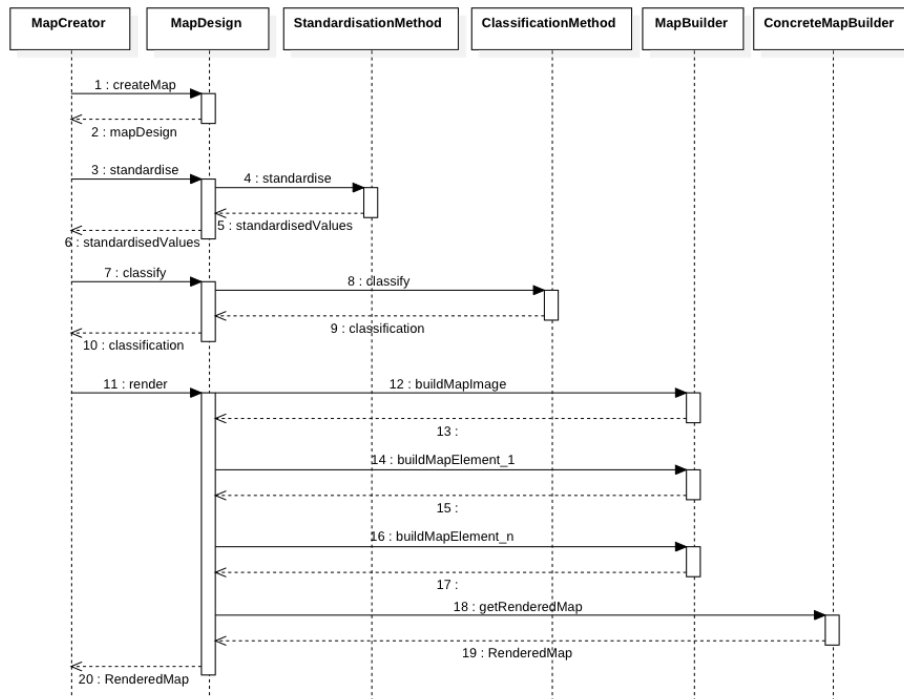 MapCreator
MapDesign
StandardisationMethod
ClassificationMethod
MapBuilder
ConcreteMapBuilder
1 : createMap
2 : mapDesign
3 : standardise
4 : standardise
5 : standardisedValues
6 : standardisedValues
7 : classify
8 : classify
9 : classification
10 : classification
11 : render
12 : buildMapImage
13 :
14 : buildMapElement_1
15 :
16 : buildMapElement_n
17 :
18 : getRenderedMap
19 : RenderedMap
20 : RenderedMap